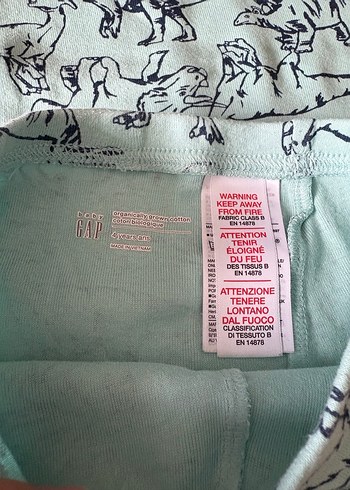 baby
GAP
organically grown cotton
coton biologique
4 years ans
MADE IN VIETNAM
WARNING
KEEP AWAY
FROM FIRE
FABRIC CLASS B
EN 14878
ATTENTION
TENIR
ÉLOIGNÉ
DU FEU
DES TISSUS B
EN 14878
ATTENZIONE
TENERE
LONTANO
DAL FUOCO
CLASSIFICATION
DI TESSUTO B
EN 14878